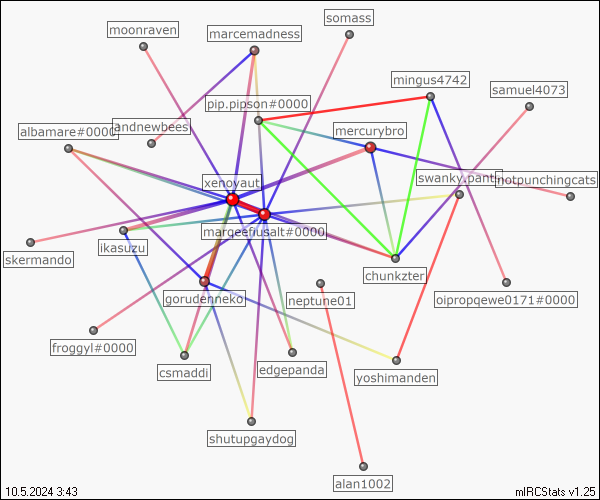 somass
moonraven
marcemadness
mingus4742
samuel4073
pip.pipson#0000
albamare#0000
andnewbees
mercurybro
xenoyauti
swanky.pants
notpunchingcats
marqeefiusalt#0000
ikasuzu
skermando
chunkzter
gorudenneko
neptune01
oipropqewe0171#0000
froggyl#0000
csmaddi
edgepanda
yoshimanden
shutupgaydog
alan1002
10.5.2024 3:43
mIRCStats v1.25